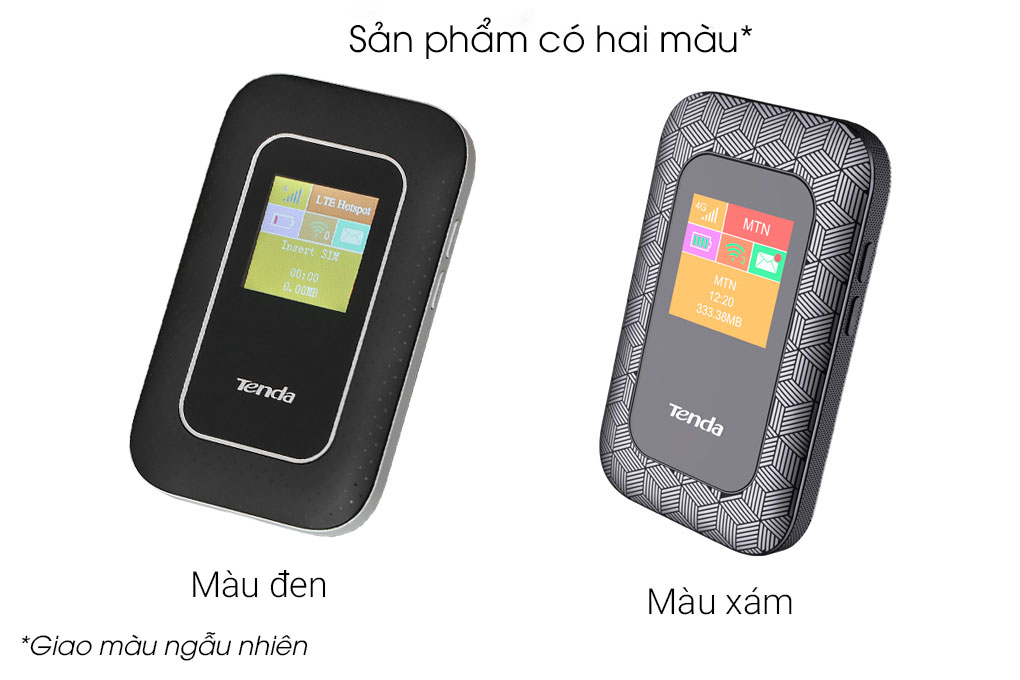 Sản phẩm có hai màu*
LTE Hotspot
0
Insert SIM
00:00
0.00MB
Tenda
4G
MTN
MTN
12:20
333.38MB
Tenda
Màu đen
Màu xám
*Giao màu ngẫu nhiên